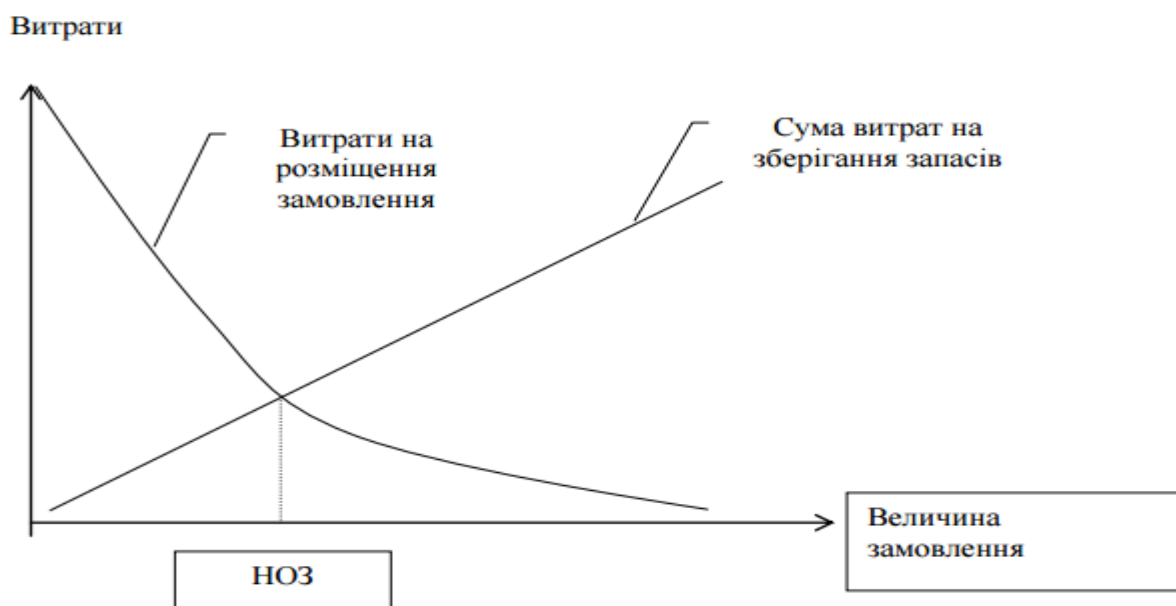 Витрати
Витрати на
розміщення
замовлення
Сума витрат на
зберігання запасів
Величина
замовлення
НОЗ